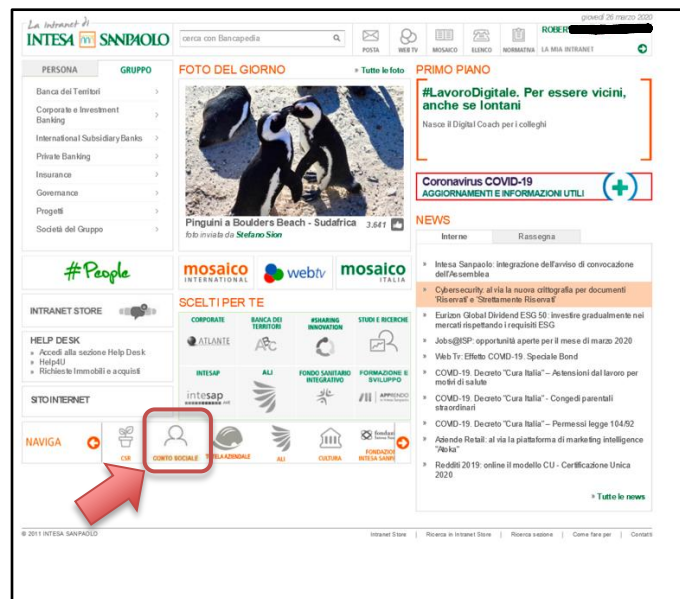 La Intranet di
INTESA SANPAOLO
cerca con Bancapedia
POSTA
WEB TV
MOSAICO
ELENCO
NORMATIVA
giovedì 26 marzo 2020
LA MIA INTRANET
PERSONA
GRUPPO
Banca dei Territori
Corporate e Investment
Banking
International Subsidiary Banks
Private Banking
Insurance
Governance
Progetti
Società del Gruppo
FOTO DEL GIORNO
» Tutte le foto
Pinguini a Boulders Beach - Sudafrica
3.641
foto inviata da Stefano Sion
PRIMO PIANO
#LavoroDigitale. Per essere vicini,
anche se lontani
Nasce il Digital Coach per i colleghi
Coronavirus COVID-19
AGGIORNAMENTI E INFORMAZIONI UTILI
NEWS
Interne
Rassegna
» Intesa Sanpaolo: integrazione dell'avviso di convocazione
dell'Assemblea
» Cybersecurity: al via la nuova crittografia per documenti
'Riservati' e 'Strettamente Riservati'
» Eurizon Global Dividend ESG 50: investire gradualmente nei
mercati rispettando i requisiti ESG
» Jobs@ISP: opportunità aperte per il mese di marzo 2020
» Web Tv: Effetto COVID-19. Speciale Bond
» COVID-19. Decreto "Cura Italia" – Astensioni dal lavoro per
motivi di salute
» COVID-19. Decreto "Cura Italia" - Congedi parentali
straordinari
» COVID-19. Decreto "Cura Italia" – Permessi legge 104/92
» Aziende Retail: al via la piattaforma di marketing intelligence
"Atoka"
» Redditi 2019: online il modello CU - Certificazione Unica
2020
» Tutte le news
#People
mosaico
INTERNATIONAL
webtv
mosaico
ITALIA
INTRANET STORE
HELP DESK
» Accedi alla sezione Help Desk
» Help4U
» Richieste Immobili e acquisti
SITO INTERNET
SCELTI PER TE
CORPORATE
BANCA DEI
TERRITORI
#SHARING
INNOVATION
STUDI E RICERCHE
ATLANTE
ABC
INTESAP
ALI
FONDO SANITARIO
INTEGRATIVO
FORMAZIONE E
SVILUPPO
intesap
APPRENDO
NAVIGA
CSR
CONTO SOCIALE
TUTELA AZIENDALE
ALI
CULTURA
FONDAZIO
INTESA SANP
© 2011 INTESA SANPAOLO
Intranet Store | Ricerca in Intranet Store | Ricerca sezione | Come fare per | Contatti